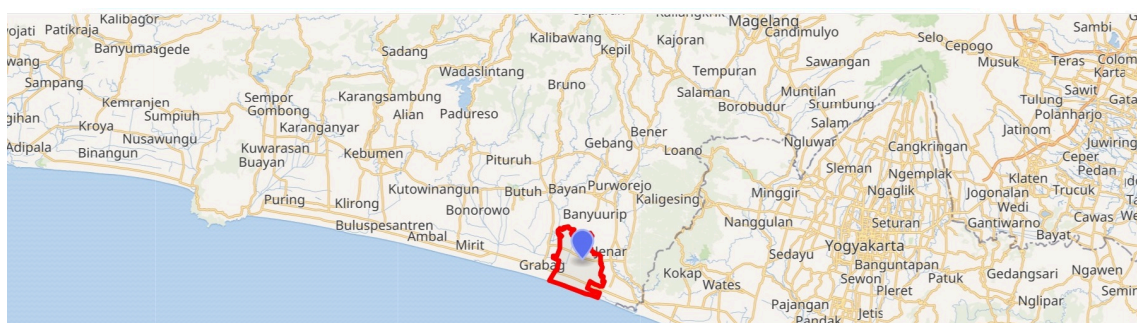 Kalibagor
Patikraja
Banyumasgede
Kalibawang
Kepil
Kajoran
Magelang
Candimulyo
Selo
Cepogo
Sambi
Sampang
Sadang
Wadaslintang
Bruno
Tempuran
Sawangan
Musuk
Teras
Kemranjen
Sumpiuh
Sempor
Gombong
Karangsambung
Alian
Padureso
Salaman
Borobudur
Muntilan
Srumbung
Sawit
Tulung
Polanharjo
Kroya
Nusawungu
Karanganyar
Gebang
Bener
Salam
Ngluwar
Cangkringan
Jatinom
Juwiring
Adipala
Binangun
Kuwarasan
Buayan
Kebumen
Pituruh
Loano
Sleman
Ngemplak
Ceper
Pedan
Klaten
Puring
Klirong
Kutowinangun
Butuh
Bayan
Purworejo
Kaligesing
Minggir
Ngaglik
Jogonalan
Trucuk
Wedi
Buluspesantren
Bonorowo
Banyuurip
Nanggulan
Seturan
Gantiwarno
Cawas
Bayat
Ambal
Mirit
Grabag
Yogyakarta
Sedayu
Kokap
Wates
Banguntapan
Sewon
Patuk
Gedangsari
Ngawen
Pleret
Pajangan
Jetis
Nglipar
Pandak